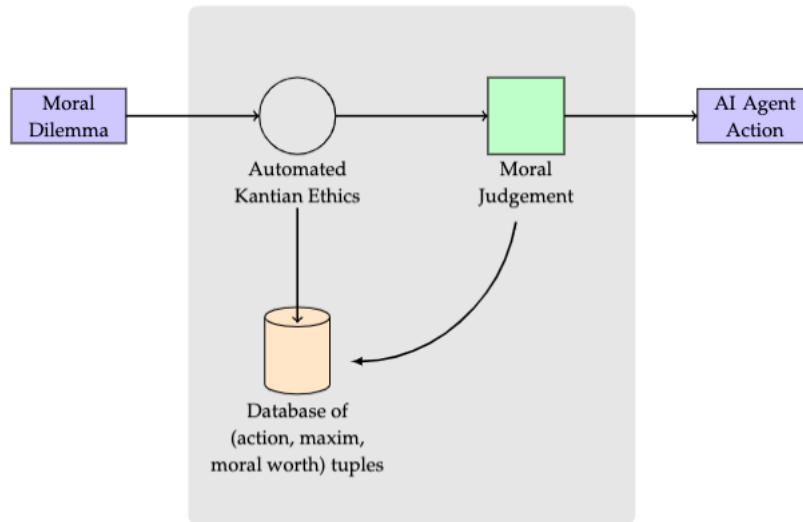 Moral
Dilemma
Automated
Kantian Ethics
Moral
Judgement
AI Agent
Action
Database of
(action, maxim,
moral worth) tuples